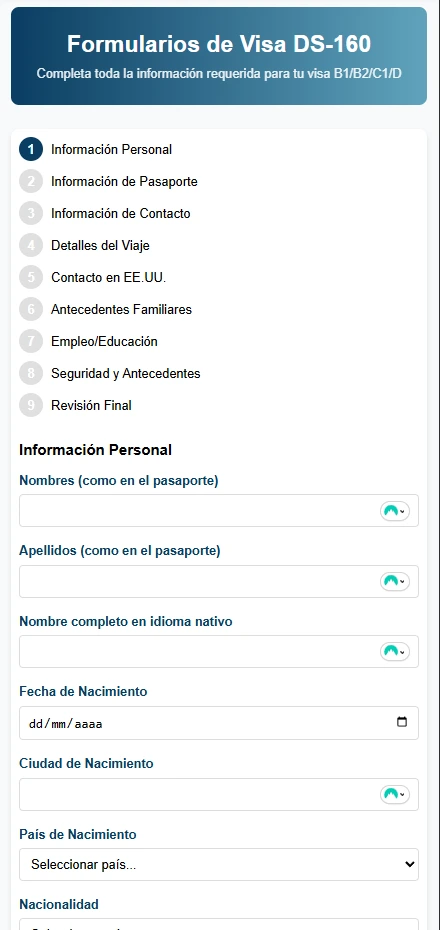 Formularios de Visa DS-160
Completa toda la información requerida para tu visa B1/B2/C1/D
1 Información Personal
2 Información de Pasaporte
3 Información de Contacto
4 Detalles del Viaje
5 Contacto en EE.UU.
6 Antecedentes Familiares
7 Empleo/Educación
8 Seguridad y Antecedentes
9 Revisión Final
Información Personal
Nombres (como en el pasaporte)
Apellidos (como en el pasaporte)
Nombre completo en idioma nativo
Fecha de Nacimiento
dd/mm/aaaa
Ciudad de Nacimiento
País de Nacimiento
Seleccionar país...
Nacionalidad